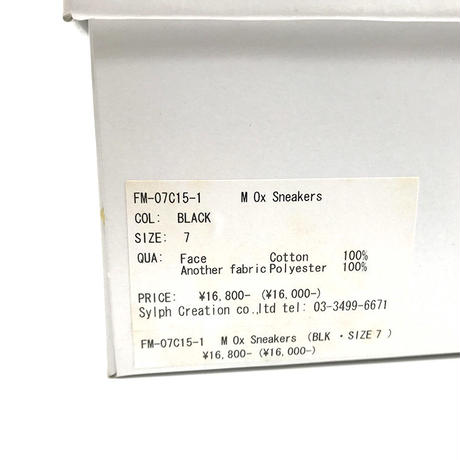 FM-07C15-1 M Ox Sneakers
COL: BLACK
SIZE: 7
QUA: Face Cotton 100%
Another fabric Polyester 100%
PRICE: ¥16,800- (¥16,000-)
Sylph Creation co.,ltd tel: 03-3499-6671
FM-07C15-1 M Ox Sneakers (BLK ・SIZE 7 )
¥16,800- (¥16,000-)